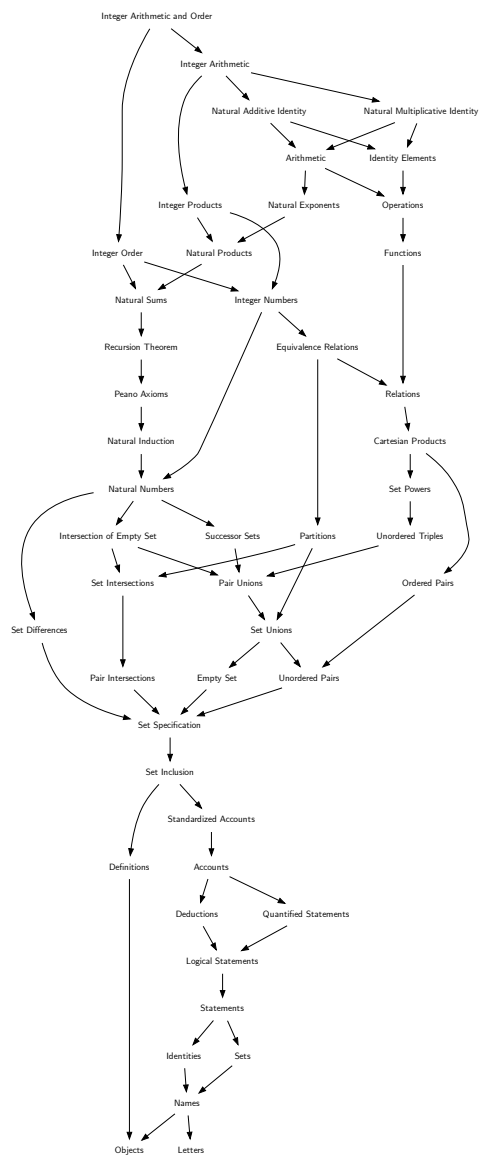 Integer Arithmetic and Order
Integer Arithmetic
Natural Additive Identity
Natural Multiplicative Identity
Arithmetic
Identity Elements
Integer Products
Natural Exponents
Operations
Integer Order
Natural Products
Functions
Natural Sums
Integer Numbers
Recursion Theorem
Equivalence Relations
Peano Axioms
Relations
Natural Induction
Cartesian Products
Natural Numbers
Set Powers
Intersection of Empty Set
Successor Sets
Partitions
Unordered Triples
Set Intersections
Pair Unions
Ordered Pairs
Set Differences
Set Unions
Pair Intersections
Empty Set
Unordered Pairs
Set Specification
Set Inclusion
Standardized Accounts
Definitions
Accounts
Deductions
Quantified Statements
Logical Statements
Statements
Identities
Sets
Names
Objects
Letters